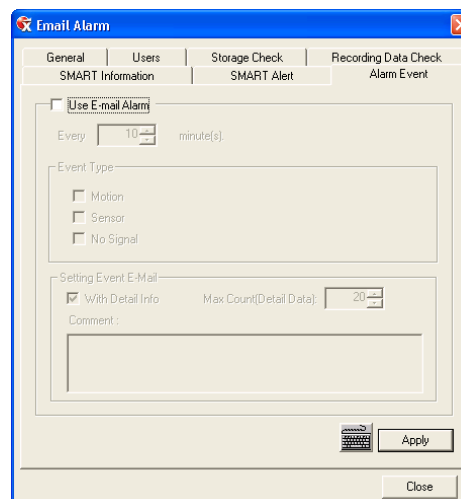 Email Alarm
General Users Storage Check Recording Data Check
SMART Information SMART Alert Alarm Event
Use E-mail Alarm
Every 10 minute(s).
Event Type
Motion
Sensor
No Signal
Setting Event E-Mail
With Detail Info Max Count(Detail Data): 20
Comment :
Apply
Close